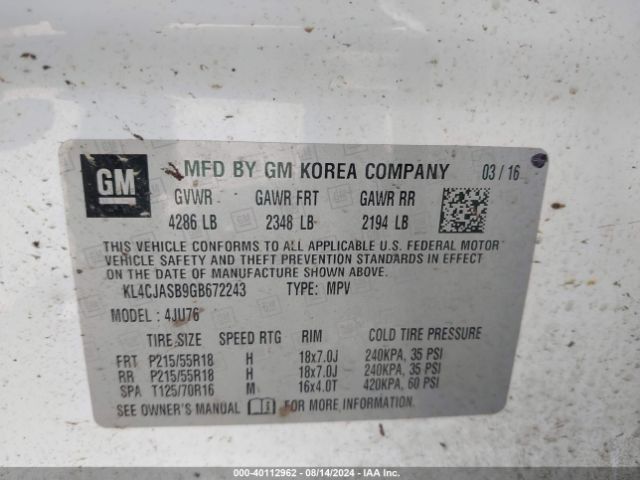 GM
MFD BY GM KOREA COMPANY 03/16
GVWR GAWR FRT GAWR RR
4286 LB 2348 LB 2194 LB
THIS VEHICLE CONFORMS TO ALL APPLICABLE U.S. FEDERAL MOTOR
VEHICLE SAFETY AND THEFT PREVENTION STANDARDS IN
EFFECT ON THE DATE OF MANUFACTURE SHOWN ABOVE.
KL4CJASB9GB672243 TYPE: MPV
MODEL : 4JU76
TIRE SIZE SPEED RTG RIM COLD TIRE PRESSURE
FRT P215/55R18 H 18x7.0J 240KPA, 35 PSI
RR P215/55R18 H 18x7.0J 240KPA, 35 PSI
SPA T125/70R16 M 16x4.0T 420KPA, 60 PSI
SEE OWNER'S MANUAL FOR MORE INFORMATION.
000-40112962 - 08/14/2024 - IAA Inc.